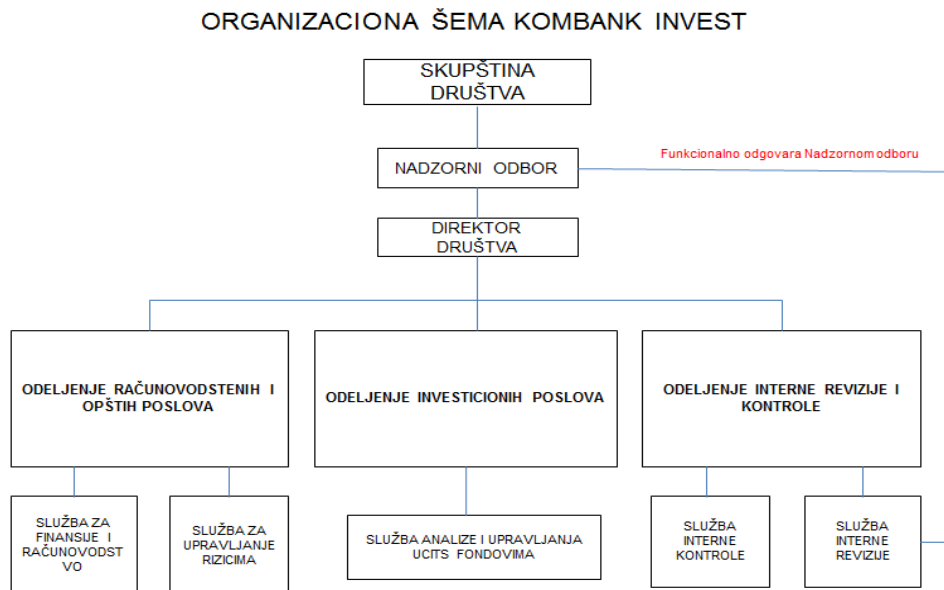 ORGANIZACIONA ŠEMA KOMBANK INVEST
SKUPŠTINA
DRUŠTVA
NADZORNI ODBOR
Funkcionalno odgovara Nadzornom odboru
DIREKTOR
DRUŠTVA
ODELJENJE RAČUNOVODSTENIH I
OPŠTIH POSLOVA
ODELJENJE INVESTICIONIH POSLOVA
ODELJENJE INTERNE REVIZIJE I
KONTROLE
SLUŽBA ZA
FINANSIJE I
RAČUNOVODST
VO
SLUŽBA ZA
UPRAVLJANJE
RIZICIMA
SLUŽBA ANALIZE I UPRAVLJANJA
UCITS FONDOVIMA
SLUŽBA
INTERNE
KONTROLE
SLUŽBA
INTERNE
REVIZIJE